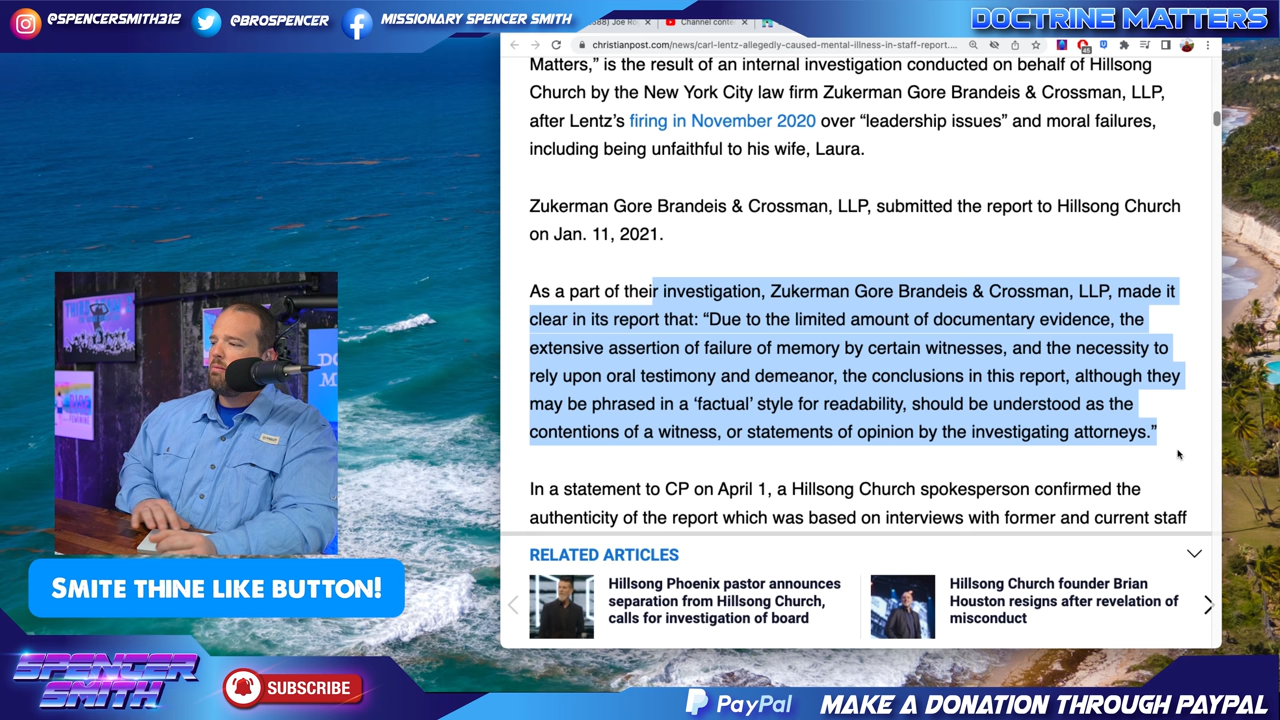 @SPENCERSMITH312
@BROSPENCER
MISSIONARY SPENCER SMITH
DOCTRINE MATTERS
Channel conte
christianpost.com/news/carl-lentz-allegedly-caused-mental-illness-in-staff-report....
Matters,” is the result of an internal investigation conducted on behalf of Hillsong
Church by the New York City law firm Zukerman Gore Brandeis & Crossman, LLP,
after Lentz’s firing in November 2020 over “leadership issues” and moral failures,
including being unfaithful to his wife, Laura.
Zukerman Gore Brandeis & Crossman, LLP, submitted the report to Hillsong Church
on Jan. 11, 2021.
As a part of their investigation, Zukerman Gore Brandeis & Crossman, LLP, made it
clear in its report that: “Due to the limited amount of documentary evidence, the
extensive assertion of failure of memory by certain witnesses, and the necessity to
rely upon oral testimony and demeanor, the conclusions in this report, although they
may be phrased in a ‘factual’ style for readability, should be understood as the
contentions of a witness, or statements of opinion by the investigating attorneys.”
In a statement to CP on April 1, a Hillsong Church spokesperson confirmed the
authenticity of the report which was based on interviews with former and current staff
RELATED ARTICLES
Hillsong Phoenix pastor announces
separation from Hillsong Church,
calls for investigation of board
Hillsong Church founder Brian
Houston resigns after revelation of
misconduct
SMITE THINE LIKE BUTTON!
SPENCER
SMITH
SUBSCRIBE
PayPal
MAKE A DONATION THROUGH PAYPAL